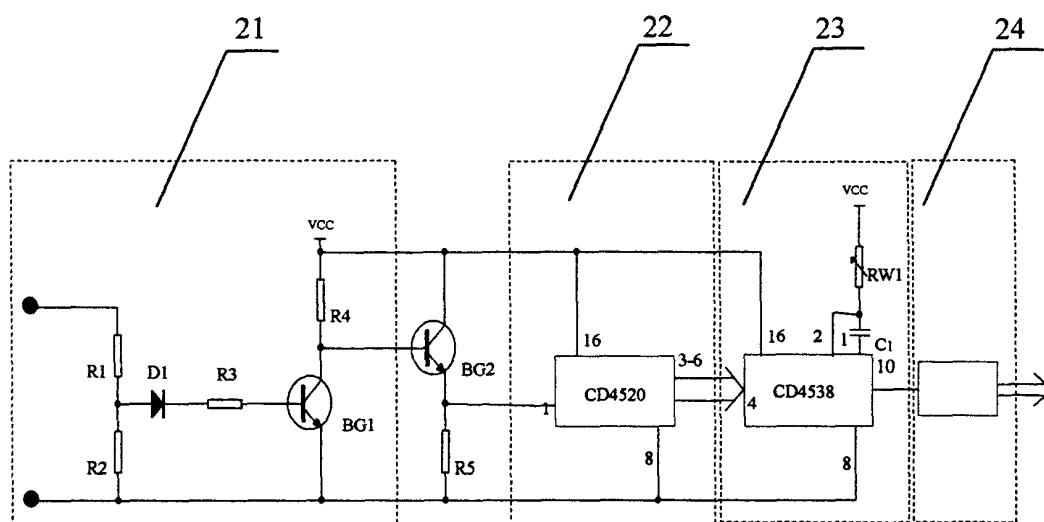 21
22
23
24
VCC
VCC
RW1
R4
16
16
2
1
C1
10
3-6
R1
D1
R3
BG2
CD4520
CD4538
1
4
BG1
R2
R5
8
8